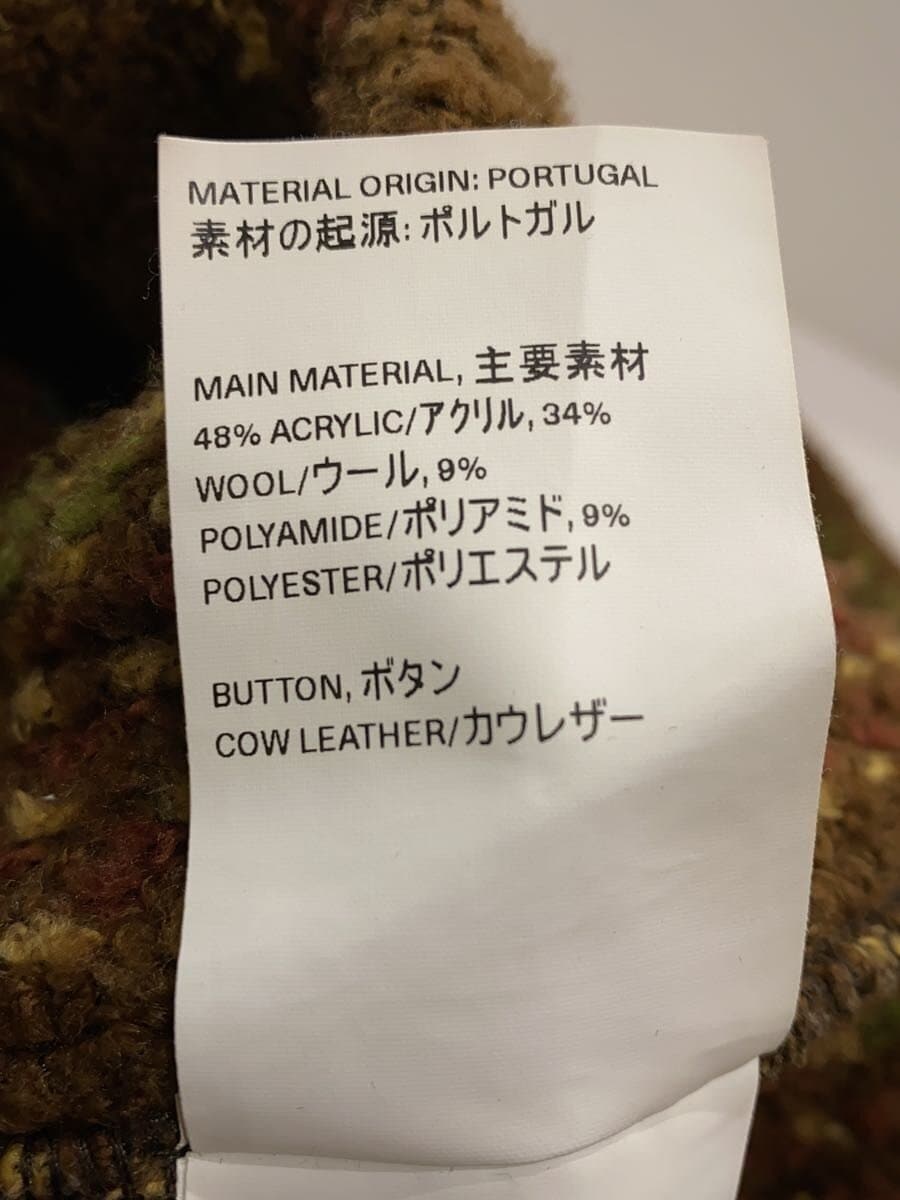 MATERIAL ORIGIN: PORTUGAL
素材の起源: ポルトガル
MAIN MATERIAL, 主要素材
48% ACRYLIC/アクリル, 34%
WOOL/ウール, 9%
POLYAMIDE/ポリアミド, 9%
POLYESTER/ポリエステル
BUTTON, ボタン
COW LEATHER/カウレザー